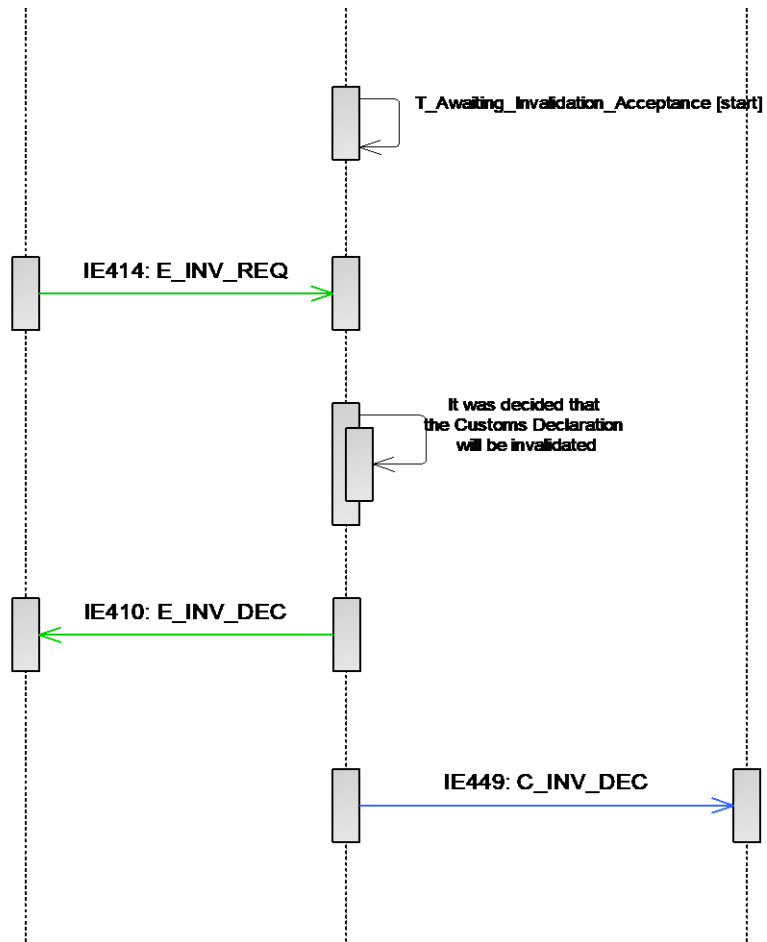 T_Awaiting_Invalidation_Acceptance [start]
IE414: E_INV_REQ
It was decided that
the Customs Declaration
will be invalidated
IE410: E_INV_DEC
IE449: C_INV_DEC